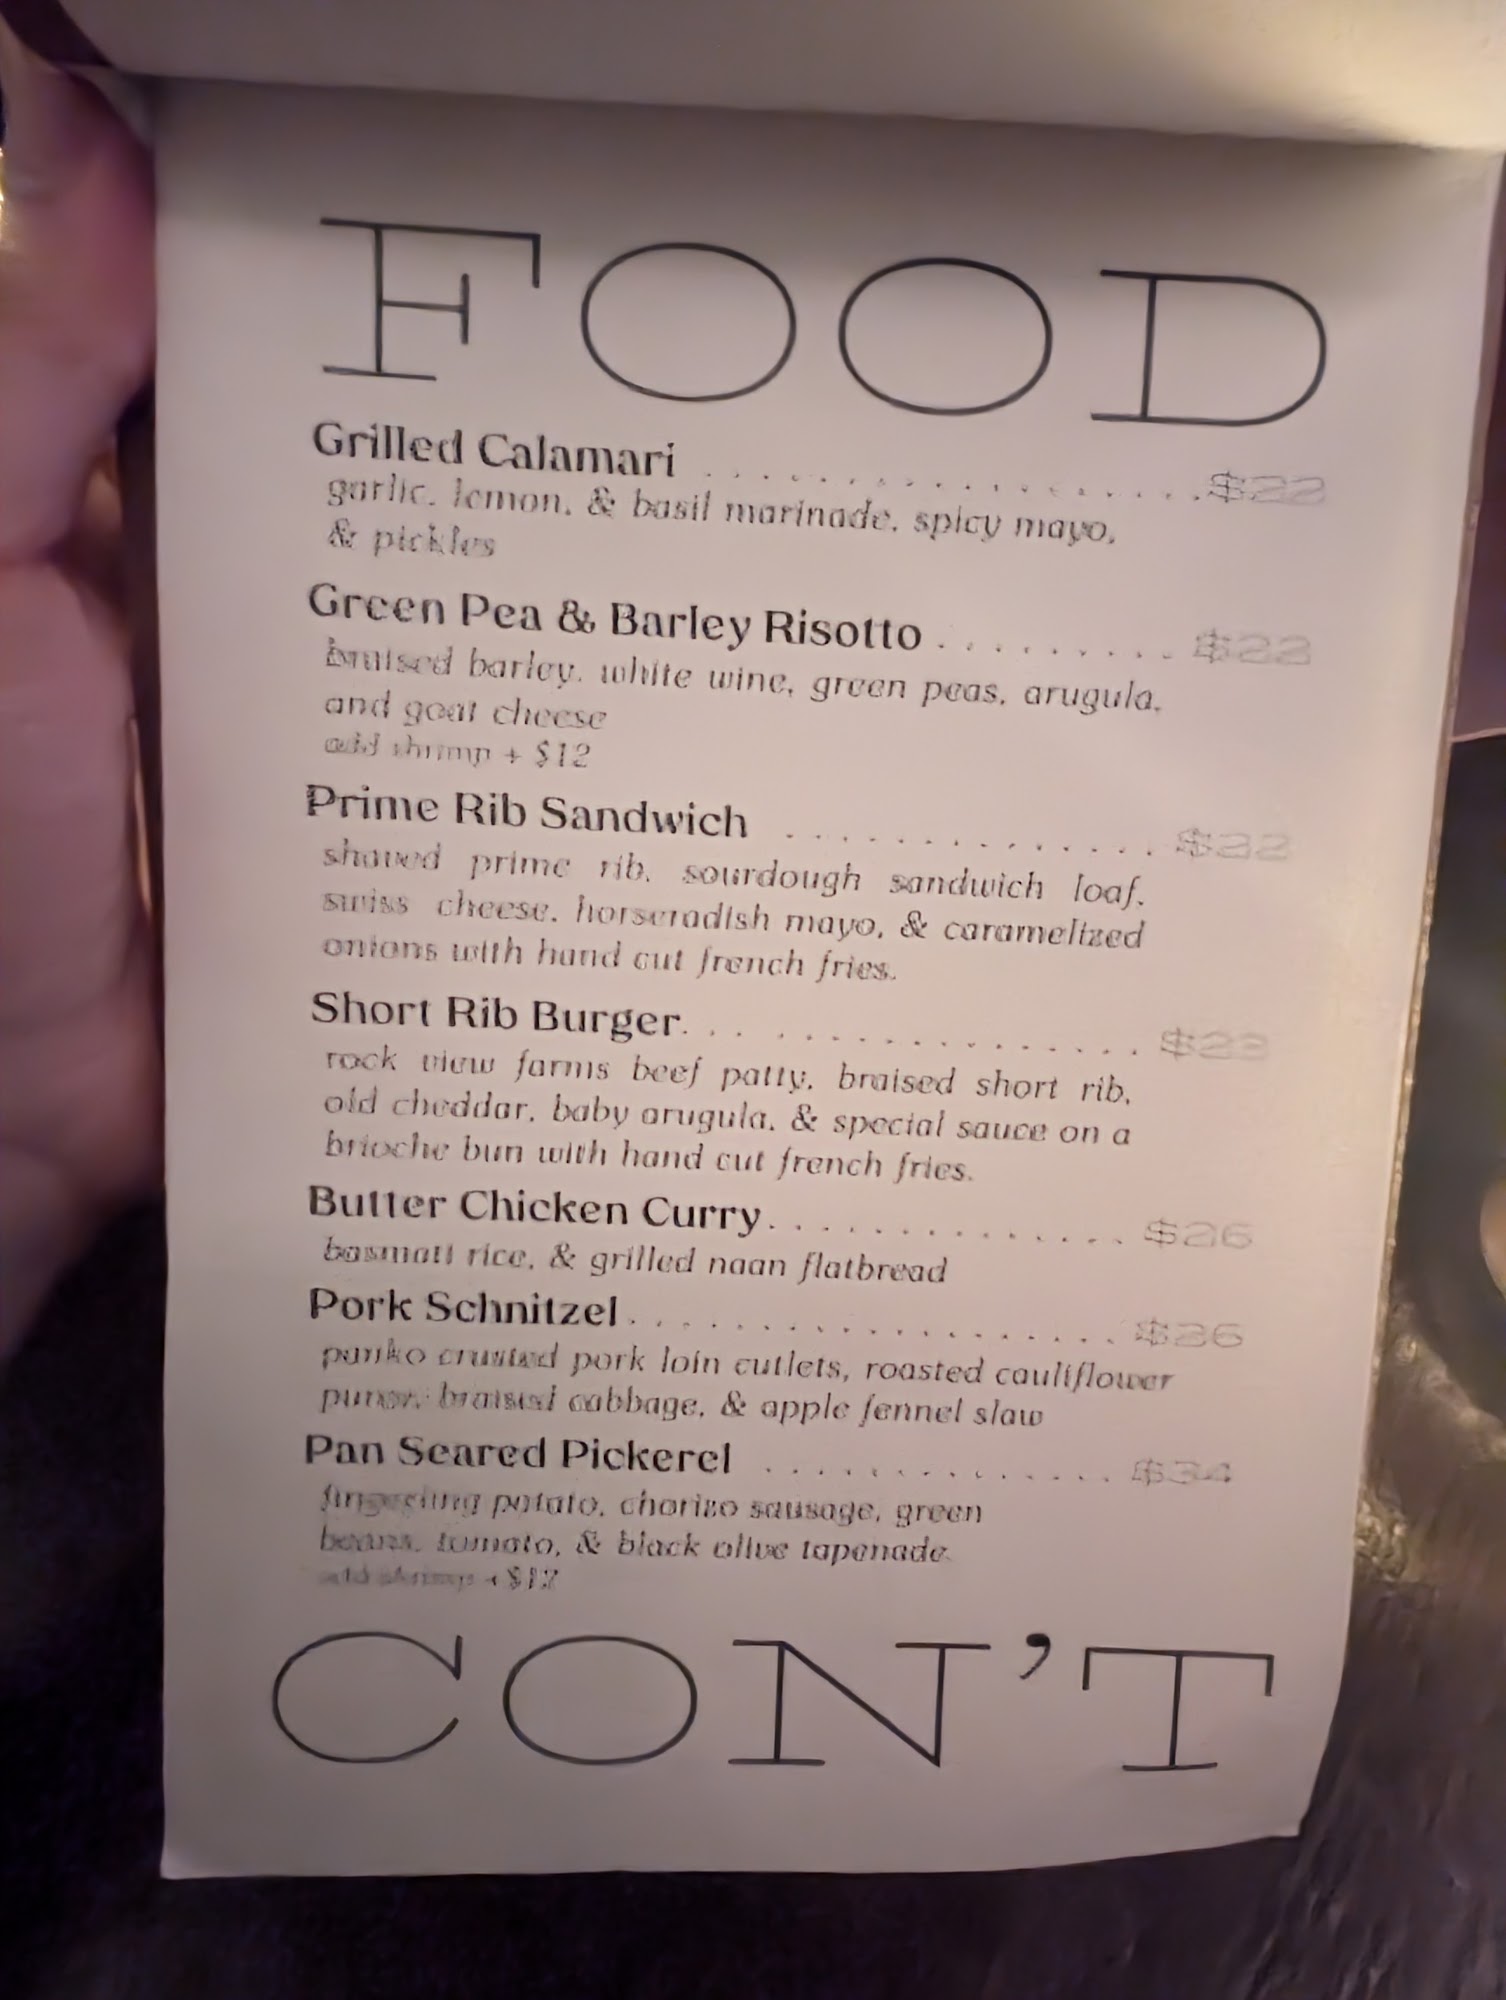 FOOD
Grilled Calamari . . . . . . . . . . . . . . . . . . $22
garlic, lemon, & basil marinade, spicy mayo,
& pickles
Green Pea & Barley Risotto . . . . . . . . . $22
braised barley, white wine, green peas, arugula,
and goat cheese
add shrimp + $12
Prime Rib Sandwich . . . . . . . . . . . . . .
shaved prime rib, sourdough sandwich loaf,
swiss cheese, horseradish mayo, & caramelized
onions with hand cut french fries.
Short Rib Burger. . . . . . . . . . . . . . . . .
rock view farms beef patty, braised short rib,
old cheddar, baby arugula, & special sauce on a
brioche bun with hand cut french fries.
Butter Chicken Curry. . . . . . . . . . . . . . $26
basmati rice, & grilled naan flatbread
Pork Schnitzel. . . . . . . . . . . . . . . . . . . $26
panko crusted pork loin cutlets, roasted cauliflower
braised cabbage, & apple fennel slaw
Pan Seared Pickerel . . . . . . . . . . . . . . $34
fingerling potato, chorizo sausage, green
beans, tomato, & black olive tapenade
add shrimp + $12
CON'T